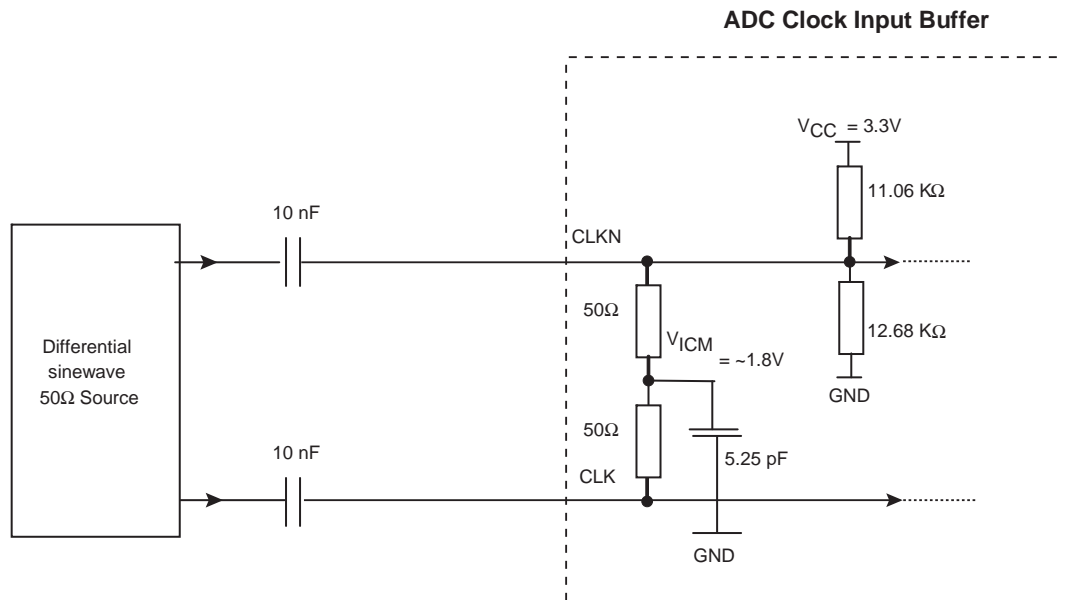 ADC Clock Input Buffer
VCC = 3.3V
11.06 KΩ
10 nF
CLKN
50Ω
12.68 KΩ
VICM = ~1.8V
Differential
sinewave
50Ω Source
GND
50Ω
10 nF
5.25 pF
CLK
GND